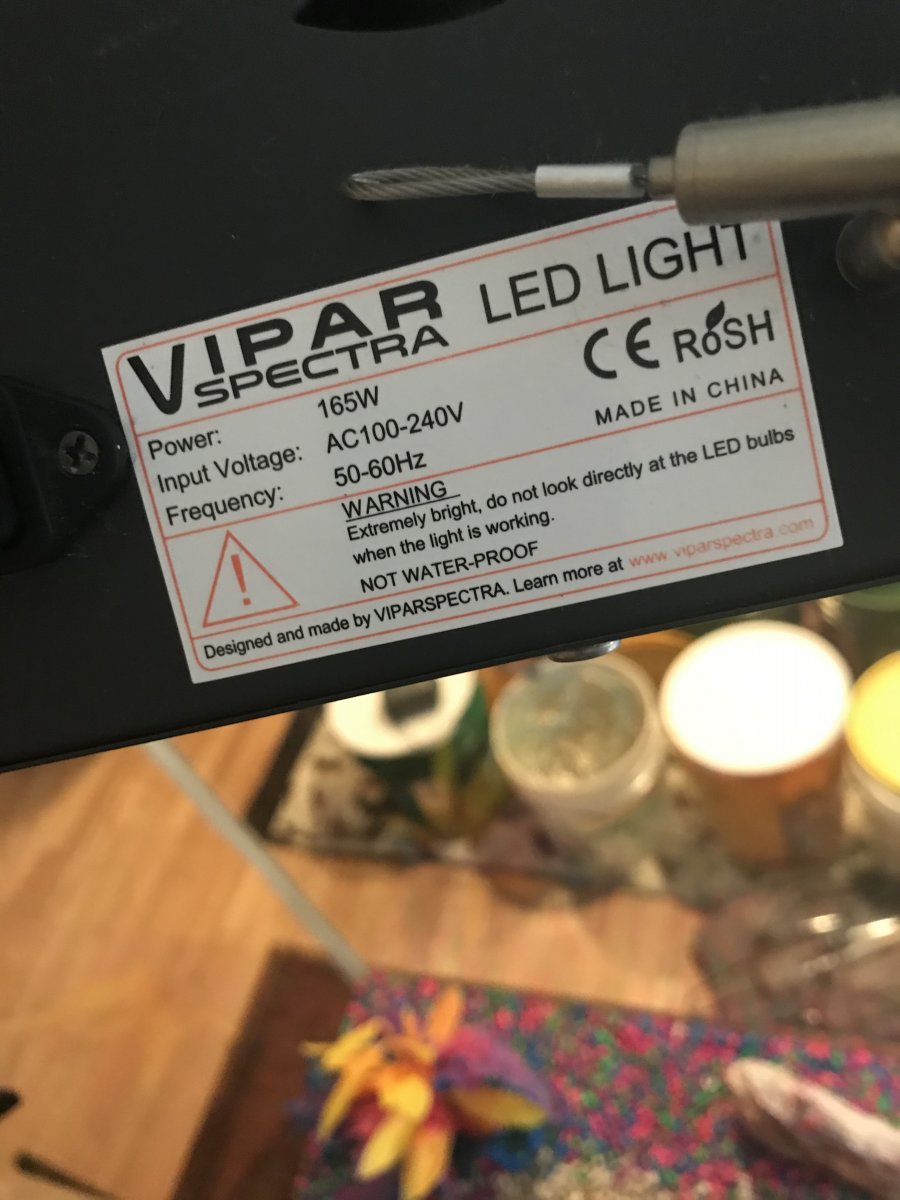 VIPAR
SPECTRA
LED LIGHT
Power: 165W
Input Voltage: AC100-240V
Frequency: 50-60Hz
CE RoSH
MADE IN CHINA
!
WARNING
Extremely bright, do not look directly at the LED bulbs
when the light is working.
NOT WATER-PROOF
Designed and made by VIPARSPECTRA. Learn more at www.viparspectra.com